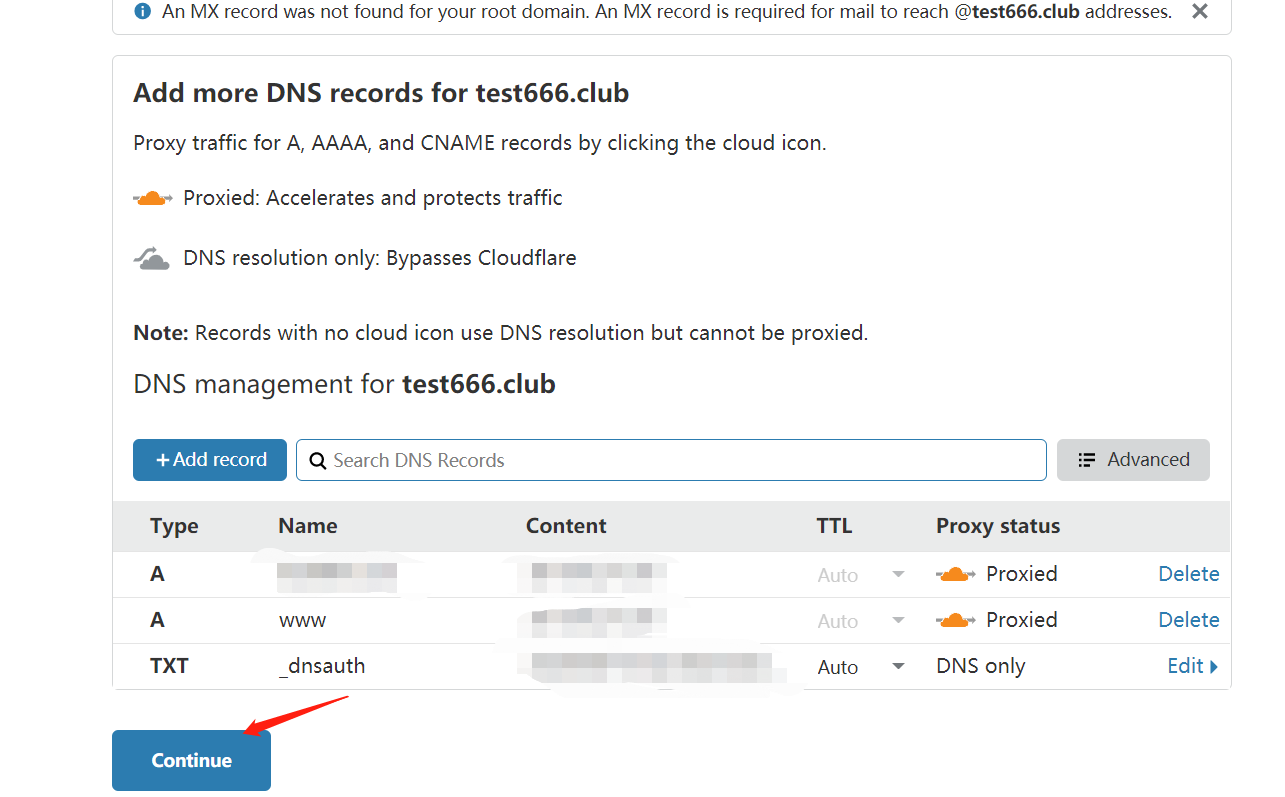 An MX record was not found for your root domain. An MX record is required for mail to reach @test666.club addresses.
Add more DNS records for test666.club
Proxy traffic for A, AAAA, and CNAME records by clicking the cloud icon.
Proxied: Accelerates and protects traffic
DNS resolution only: Bypasses Cloudflare
Note: Records with no cloud icon use DNS resolution but cannot be proxied.
DNS management for test666.club
+ Add record Search DNS Records Advanced
Type Name Content TTL Proxy status
A Auto Proxied Delete
A www Auto Proxied Delete
TXT _dnsauth Auto DNS only Edit
Continue